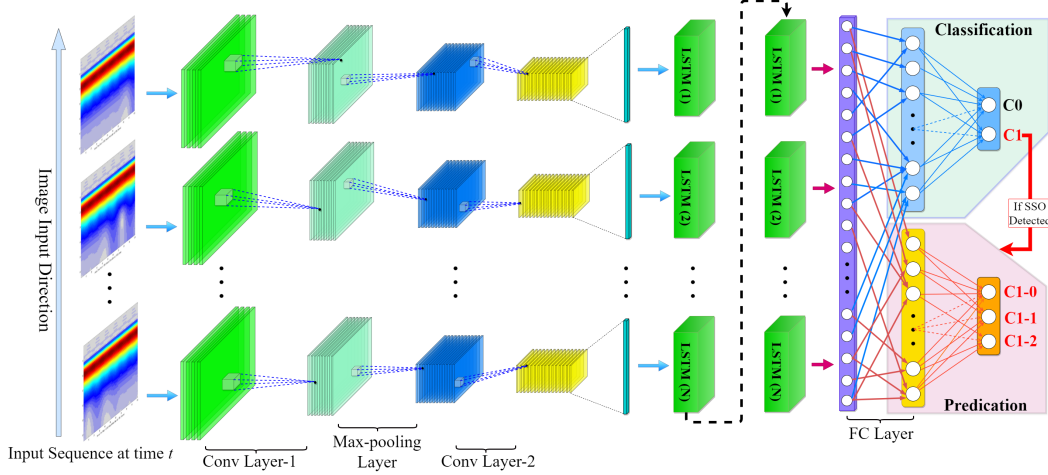 Image Input Direction
Input Sequence at time t
Conv Layer-1
Max-pooling
Layer
Conv Layer-2
LSTM (1)
LSTM (2)
LSTM (N)
LSTM (1)
LSTM (2)
LSTM (N)
FC Layer
Classification
C0
C1
If SSO
Detected
C1-0
C1-1
C1-2
Predication